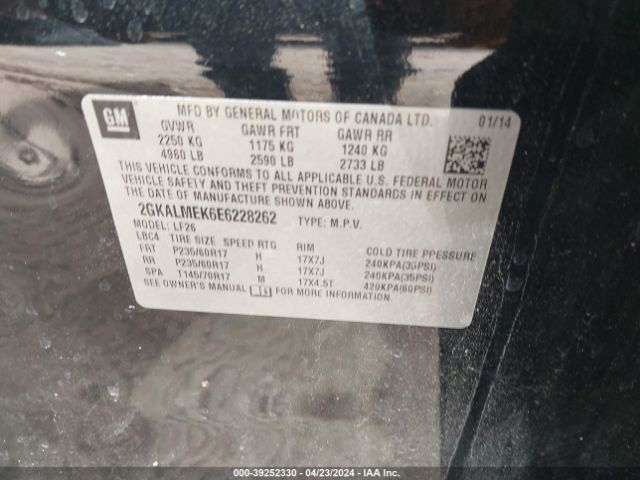 GM
MFD BY GENERAL MOTORS OF CANADA LTD.
01/14
GVWR GAWR FRT GAWR RR
2250 KG 1175 KG 1240 KG
4960 LB 2590 LB 2733 LB
THIS VEHICLE CONFORMS TO ALL APPLICABLE U.S. FEDERAL MOTOR
VEHICLE SAFETY AND THEFT PREVENTION STANDARDS IN EFFECT ON
THE DATE OF MANUFACTURE SHOWN ABOVE.
2GKALMEK6E6228262 TYPE: M.P.V.
MODEL: LF26
LBC4 TIRE SIZE SPEED RTG RIM COLD TIRE PRESSURE
FRT P235/60R17 H 17X7J 240KPA(35PSI)
RR P235/60R17 H 17X7J 240KPA(35PSI)
SPA T145/70R17 M 17X4.5T 420KPA(60PSI)
SEE OWNER'S MANUAL FOR MORE INFORMATION.
000-39252330 - 04/23/2024 - IAA Inc.